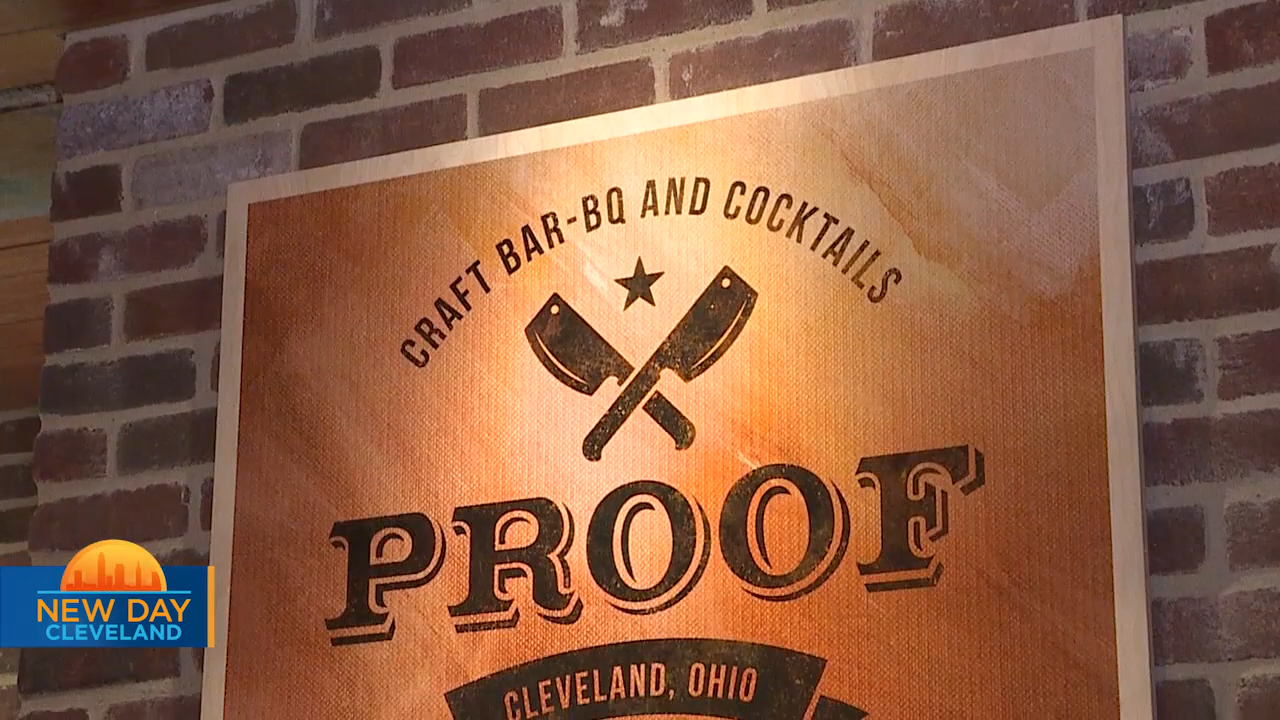 CRAFT BAR-BQ AND COCKTAILS
PROOF
CLEVELAND, OHIO
NEW DAY
CLEVELAND